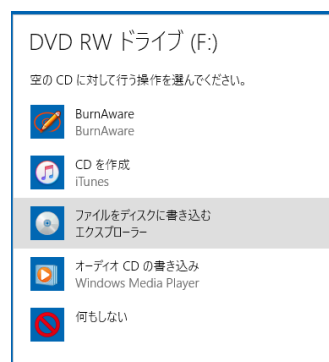 DVD RW ドライブ (F:)
空の CD に対して行う操作を選んでください。
BurnAware
BurnAware
CD を作成
iTunes
ファイルをディスクに書き込む
エクスプローラー
オーディオ CD の書き込み
Windows Media Player
何もしない